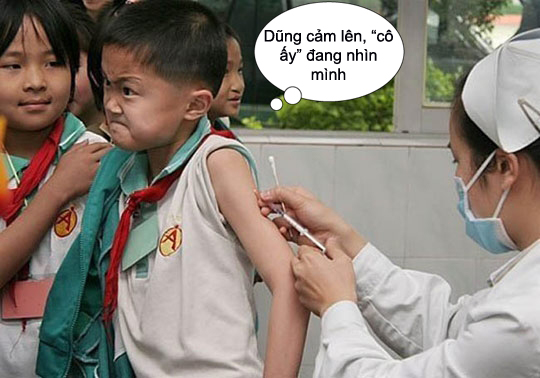 Dũng cảm lên, “cô
ấy” đang nhìn
mình